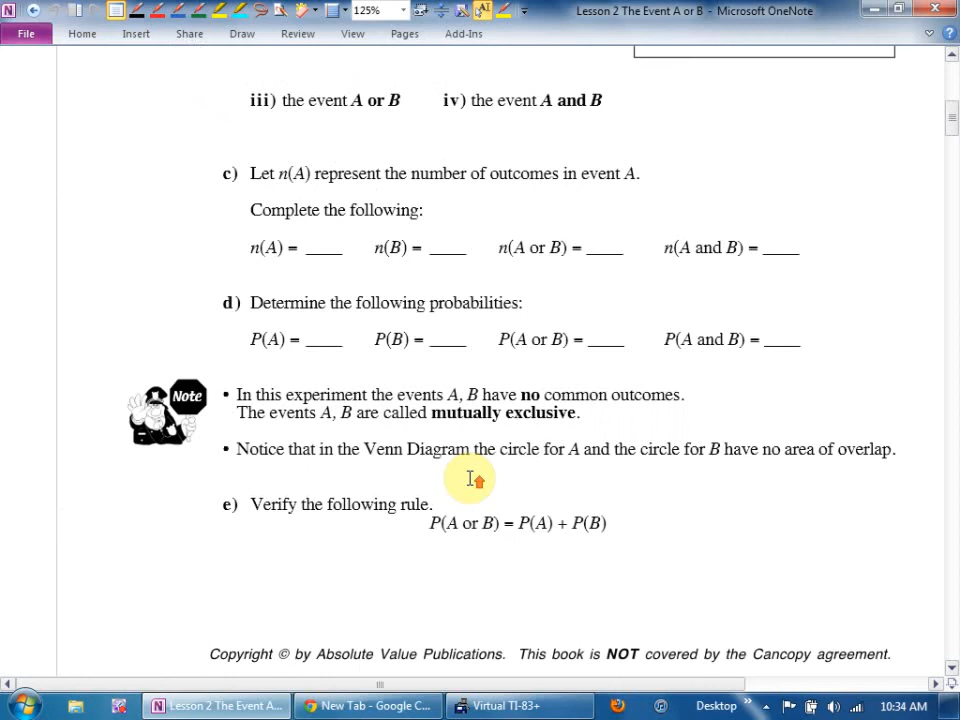 125%
Lesson 2 The Event A or B - Microsoft OneNote
File Home Insert Share Draw Review View Pages Add-Ins
iii) the event A or B iv) the event A and B
c) Let n(A) represent the number of outcomes in event A.
Complete the following:
n(A) = ____ n(B) = ____ n(A or B) = ____ n(A and B) = ____
d) Determine the following probabilities:
P(A) = ____ P(B) = ____ P(A or B) = ____ P(A and B) = ____
Note
• In this experiment the events A, B have no common outcomes.
The events A, B are called mutually exclusive.
• Notice that in the Venn Diagram the circle for A and the circle for B have no area of overlap.
e) Verify the following rule.
P(A or B) = P(A) + P(B)
Copyright © by Absolute Value Publications. This book is NOT covered by the Cancopy agreement.
Lesson 2 The Event A... New Tab - Google C... Virtual TI-83+ Desktop » 10:34 AM